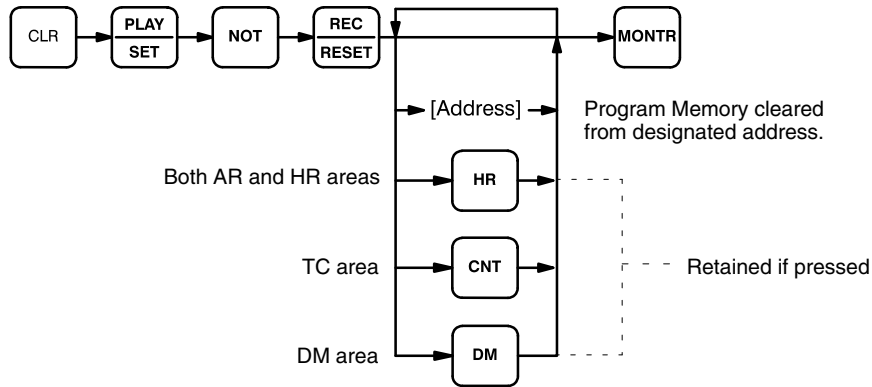 CLR
PLAY
SET
NOT
REC
RESET
MONTR
[Address]
Program Memory cleared
from designated address.
Both AR and HR areas
HR
TC area
CNT
Retained if pressed
DM area
DM